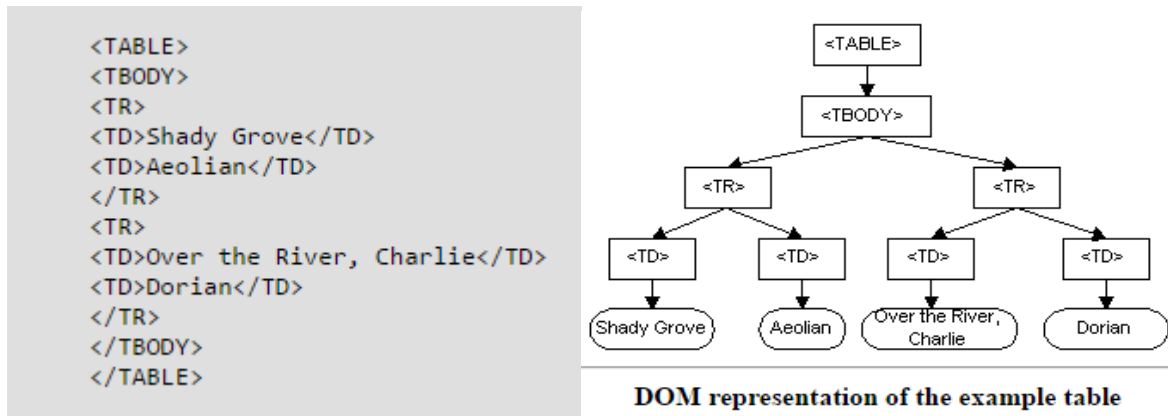 <TABLE>
<TBODY>
<TR>
<TD>Shady Grove</TD>
<TD>Aeolian</TD>
</TR>
<TR>
<TD>Over the River, Charlie</TD>
<TD>Dorian</TD>
</TR>
</TBODY>
</TABLE>
<TABLE>
<TBODY>
<TR> <TR>
<TD> <TD> <TD> <TD>
Shady Grove Aeolian Over the River, Dorian
Charlie
DOM representation of the example table